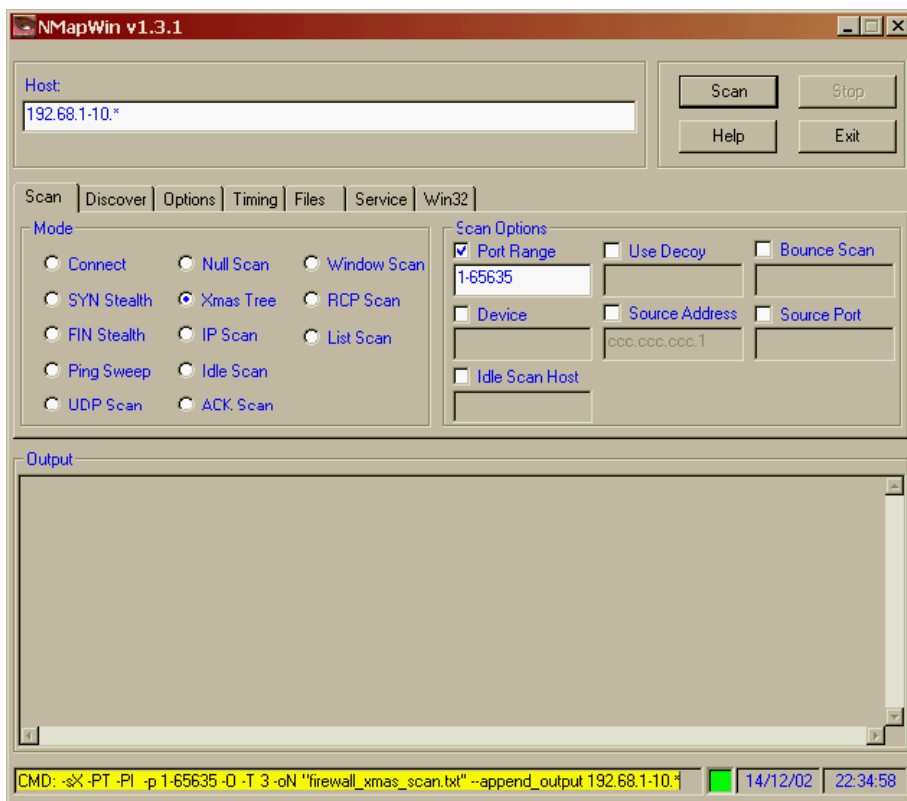 NMapWin v1.3.1
Host:
192.68.1-10.*
Scan Stop
Help Exit
Scan Discover Options Timing Files Service Win32
Mode
Connect Null Scan Window Scan
SYN Stealth Xmas Tree RCP Scan
FIN Stealth IP Scan List Scan
Ping Sweep Idle Scan
UDP Scan ACK Scan
Scan Options
Port Range Use Decoy Bounce Scan
1-65635
Device Source Address Source Port
ccc.ccc.ccc.1
Idle Scan Host
Output
CMD: -sX -PT -PI -p 1-65635 -O -T 3 -oN "firewall_xmas_scan.txt" --append_output 192.68.1-10.*
14/12/02 22:34:58